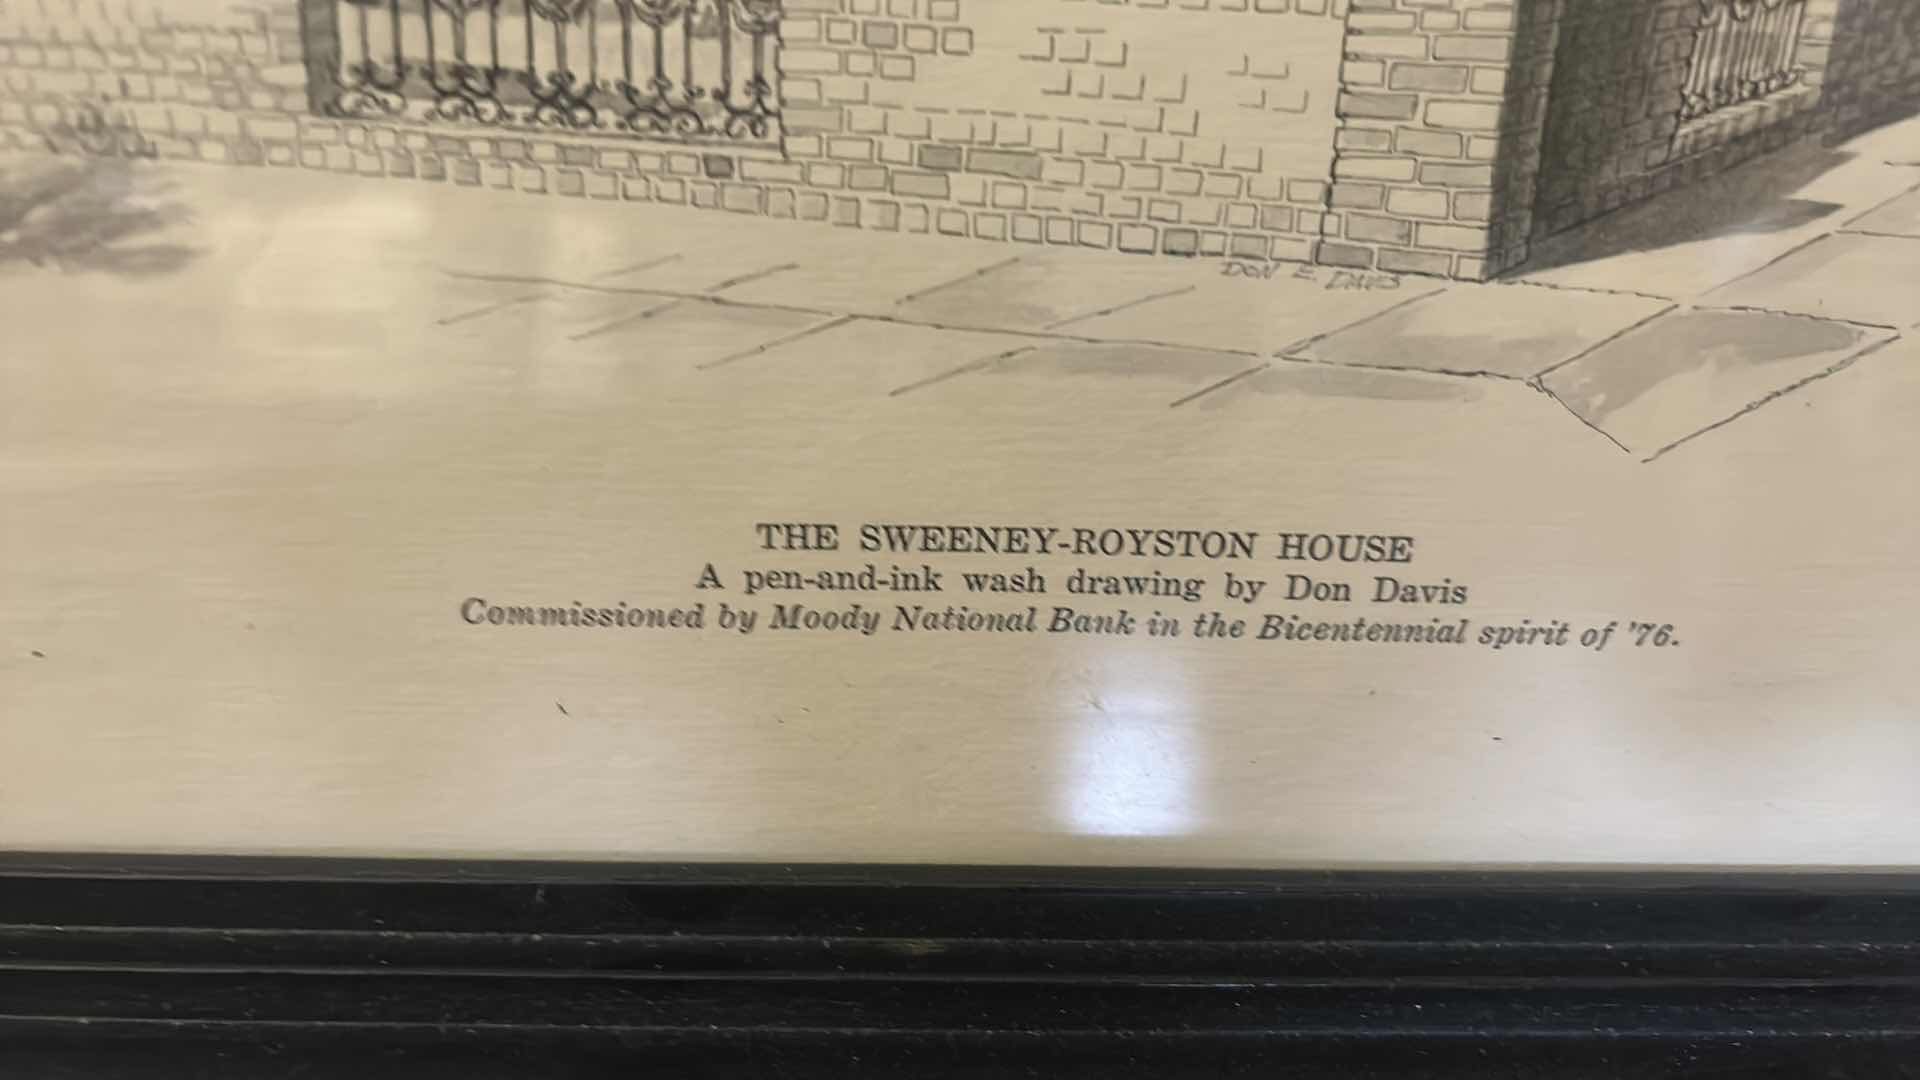 DON E. DAVIS
THE SWEENEY-ROYSTON HOUSE
A pen-and-ink wash drawing by Don Davis
Commissioned by Moody National Bank in the Bicentennial spirit of '76.